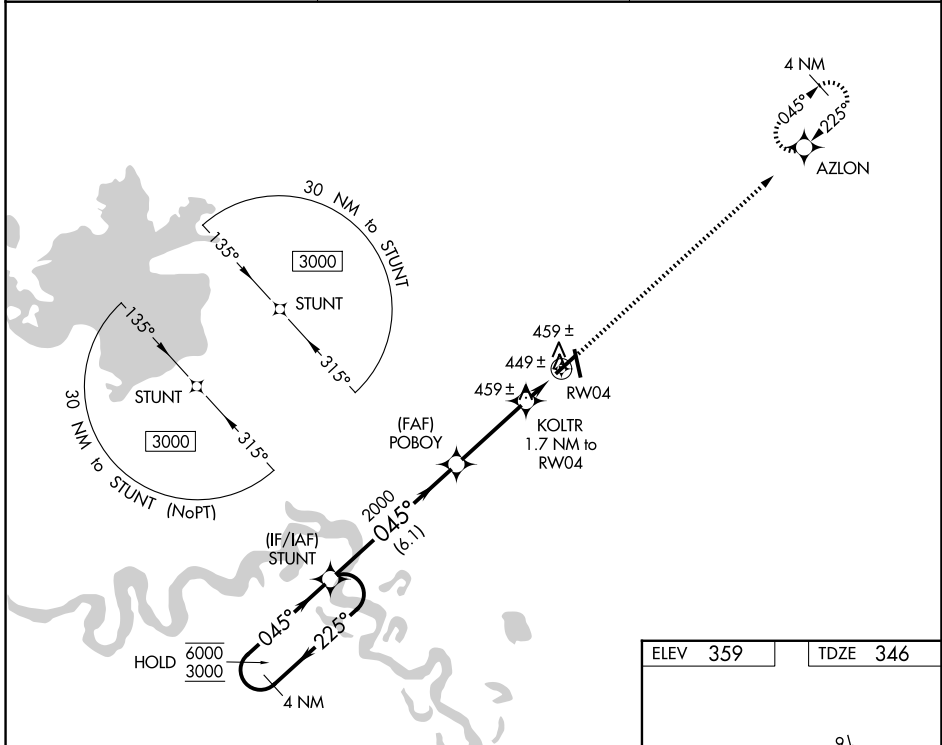 4 NM
045°
225°
AZLON
30 NM to STUNT
135°
3000
STUNT
315°
135°
STUNT
3000
315°
30 NM to STUNT (NoPT)
459 ±
449 ±
459 ±
RW04
KOLTR
1.7 NM to
RW04
(FAF)
POBOY
2000
045°
(6.1)
(IF/IAF)
STUNT
045°
225°
HOLD
6000
3000
4 NM
ELEV 359
TDZE 346